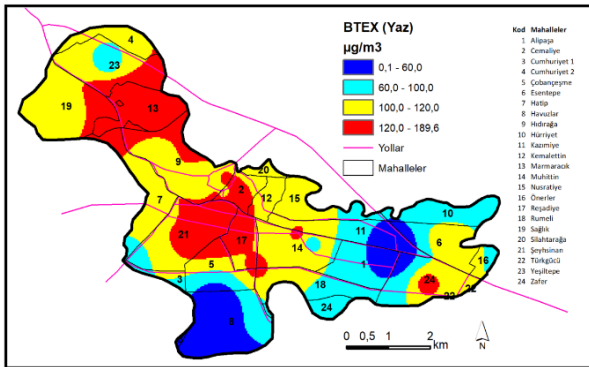 BTEX (Yaz)
µg/m3
0,1 - 60,0
60,0 - 100,0
100,0 - 120,0
120,0 - 189,6
Yollar
Mahalleler
Kod Mahalleler
1 Alipaşa
2 Cemaliye
3 Cumhuriyet 1
4 Cumhuriyet 2
5 Çobançeşme
6 Esentepe
7 Hatip
8 Havuzlar
9 Hıdırağa
10 Hürriyet
11 Kazımiye
12 Kemalettin
13 Marmaracık
14 Muhittin
15 Nusratiye
16 Önerler
17 Reşadiye
18 Rumeli
19 Sağlık
20 Silahtarağa
21 Şeyhsinan
22 Türkgücü
23 Yeşiltepe
24 Zafer
4
23
19
13
9
20
2
12
15
7
10
21
17
11
6
14
1
16
5
3
18
24
24
22
22
8
0 0,5 1 2
km
N